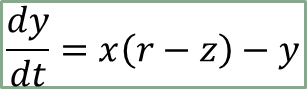 dy/dt = x(r − z) − y